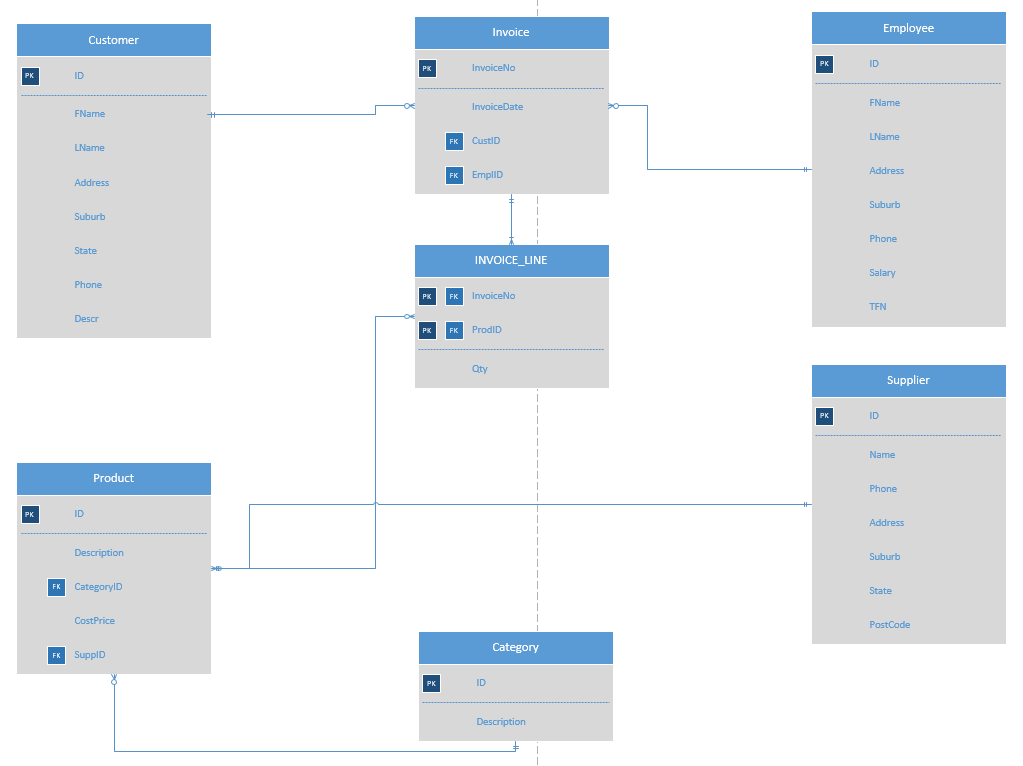 Customer
PK ID
FName
LName
Address
Suburb
State
Phone
Descr
Invoice
PK InvoiceNo
InvoiceDate
FK CustID
FK EmplID
Employee
PK ID
FName
LName
Address
Suburb
Phone
Salary
TFN
INVOICE_LINE
PK FK InvoiceNo
PK FK ProdID
Qty
Supplier
PK ID
Name
Phone
Address
Suburb
State
PostCode
Product
PK ID
Description
FK CategoryID
CostPrice
FK SuppID
Category
PK ID
Description